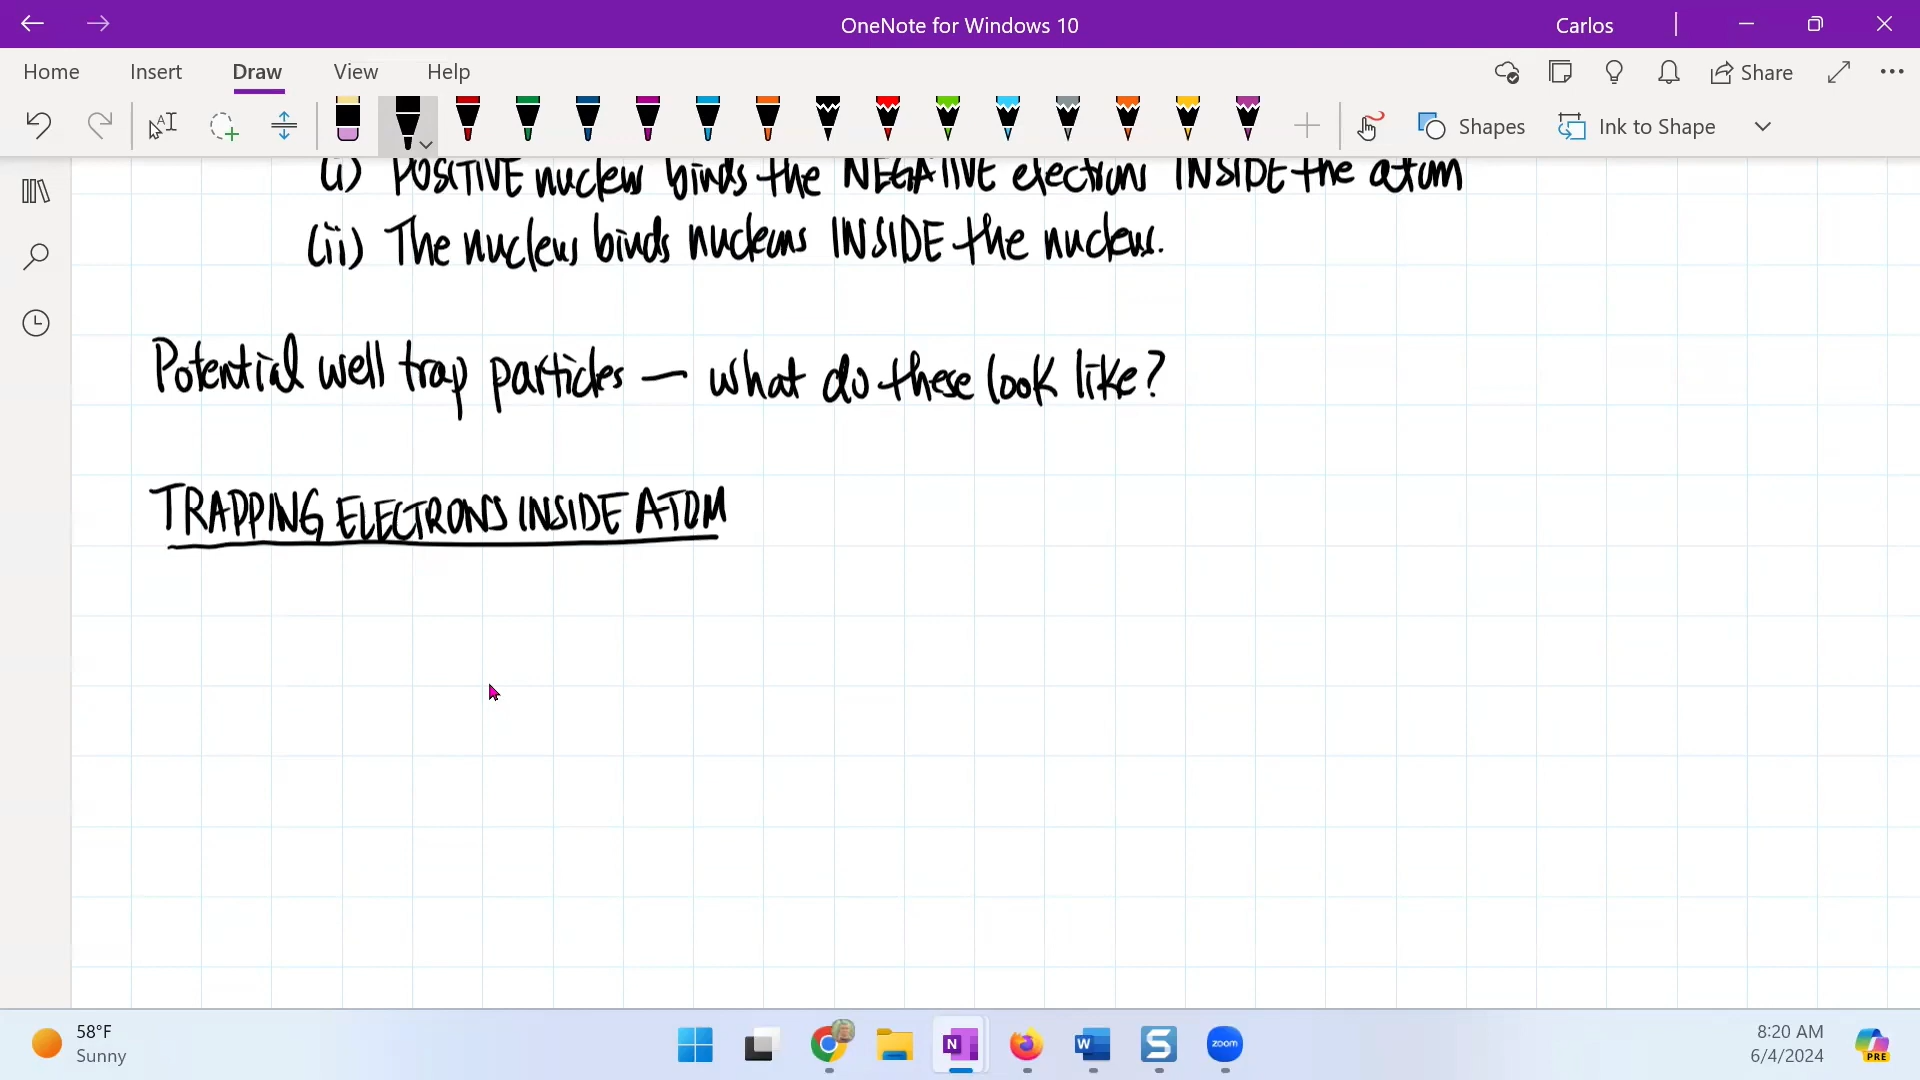 OneNote for Windows 10
Carlos
Home Insert Draw View Help
Share
Shapes
Ink to Shape
(i) POSITIVE nucleus binds the NEGATIVE electrons INSIDE the atom
(ii) The nucleus binds nucleons INSIDE the nucleus.
Potential well trap particles — what do these look like?
TRAPPING ELECTRONS INSIDE ATOM
58°F
Sunny
zoom
8:20 AM
6/4/2024
PRE